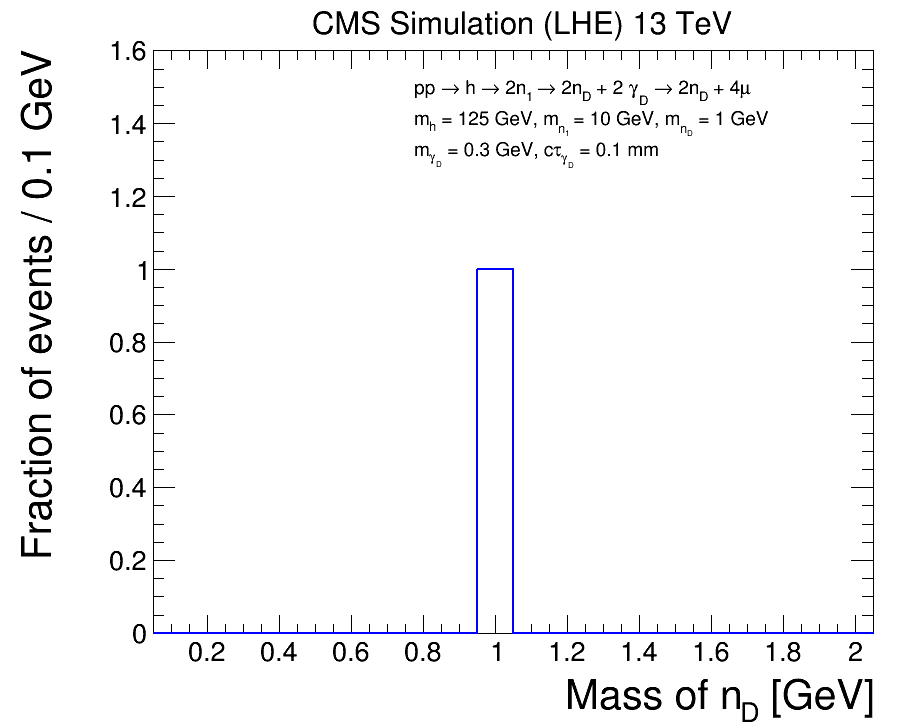 CMS Simulation (LHE) 13 TeV
Fraction of events / 0.1 GeV
1.6
1.4
1.2
1
0.8
0.6
0.4
0.2
0
pp → h → 2n₁ → 2n_D + 2 γ_D → 2n_D + 4μ
m_h = 125 GeV, m_n₁ = 10 GeV, m_n_D = 1 GeV
m_γ_D = 0.3 GeV, cτ_γ_D = 0.1 mm
0.2 0.4 0.6 0.8 1 1.2 1.4 1.6 1.8 2
Mass of n_D [GeV]